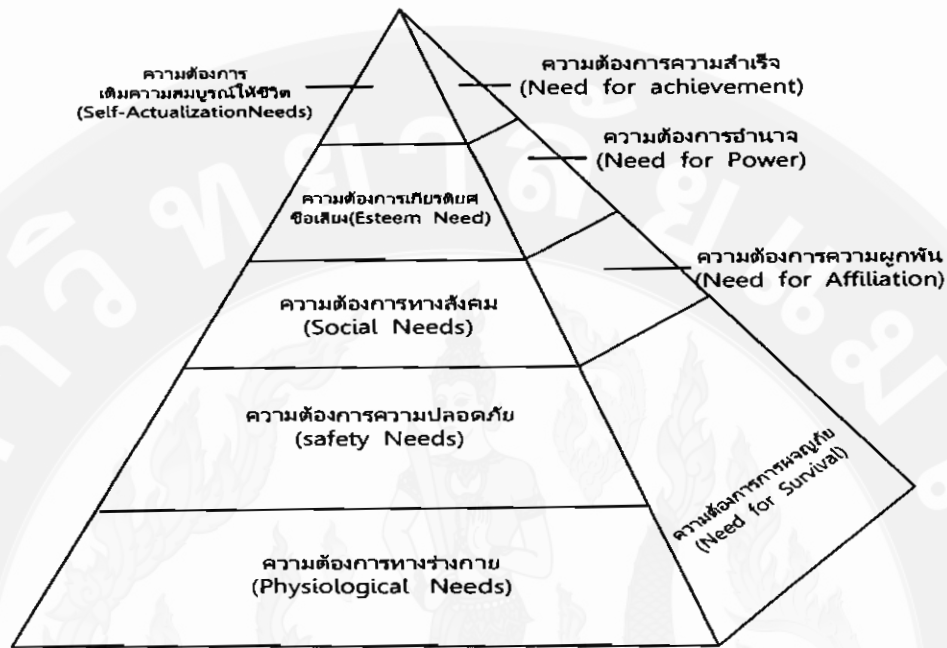 ความต้องการ
เติมความสมบูรณ์ให้ชีวิต
(Self-ActualizationNeeds)
ความต้องการความสำเร็จ
(Need for achievement)
ความต้องการอำนาจ
(Need for Power)
ความต้องการเกียรติยศ
ชื่อเสียง(Esteem Need)
ความต้องการความผูกพัน
(Need for Affiliation)
ความต้องการทางสังคม
(Social Needs)
ความต้องการความปลอดภัย
(safety Needs)
ความต้องการการผจญภัย
(Need for Survival)
ความต้องการทางร่างกาย
(Physiological Needs)